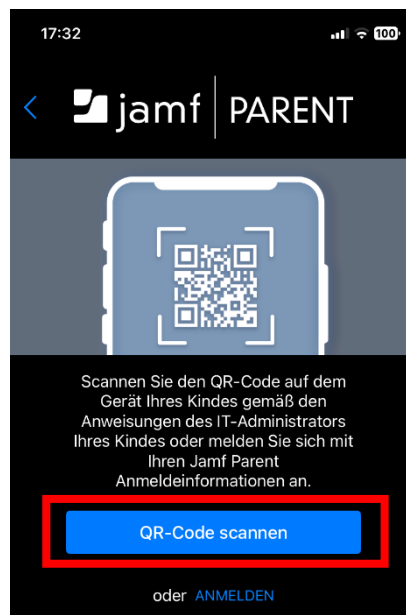 17:32
100
jamf PARENT
Scannen Sie den QR-Code auf dem
Gerät Ihres Kindes gemäß den
Anweisungen des IT-Administrators
Ihres Kindes oder melden Sie sich mit
Ihren Jamf Parent
Anmeldeinformationen an.
QR-Code scannen
oder ANMELDEN